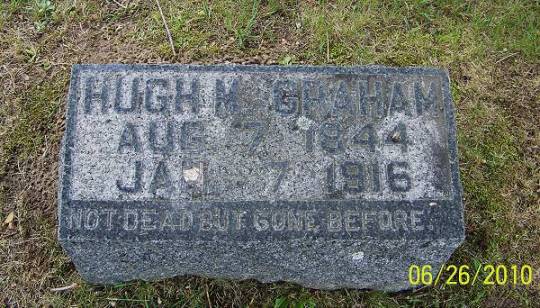 HUGH M. GRAHAM
AUG 7 1844
JAN. 7 1916
NOT DEAD BUT GONE BEFORE.
06/26/2010